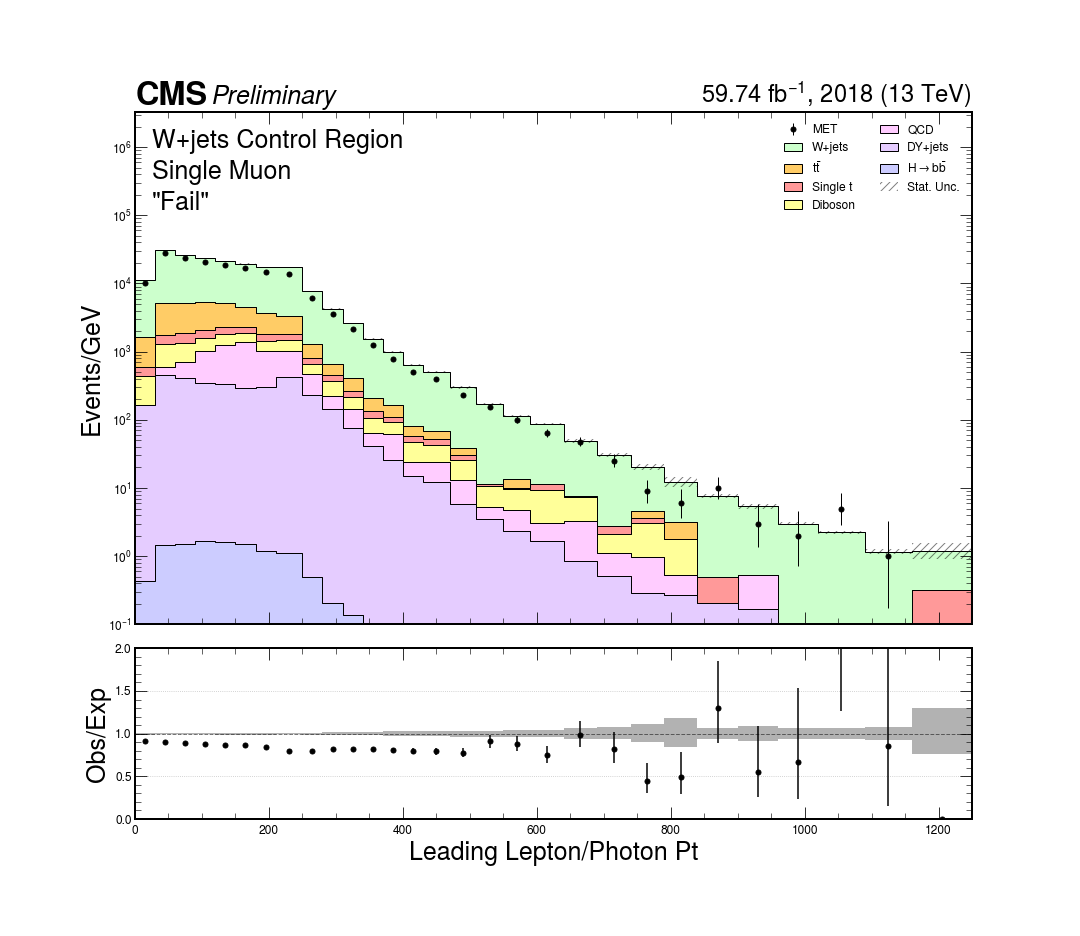 CMS Preliminary
59.74 fb⁻¹, 2018 (13 TeV)
W+jets Control Region
Single Muon
"Fail"
MET
W+jets
tt̄
Single t
Diboson
QCD
DY+jets
H→bb̄
Stat. Unc.
Events/GeV
10⁶
10⁵
10⁴
10³
10²
10¹
10⁰
10⁻¹
Obs/Exp
2.0
1.5
1.0
0.5
0.0
0 200 400 600 800 1000 1200
Leading Lepton/Photon Pt